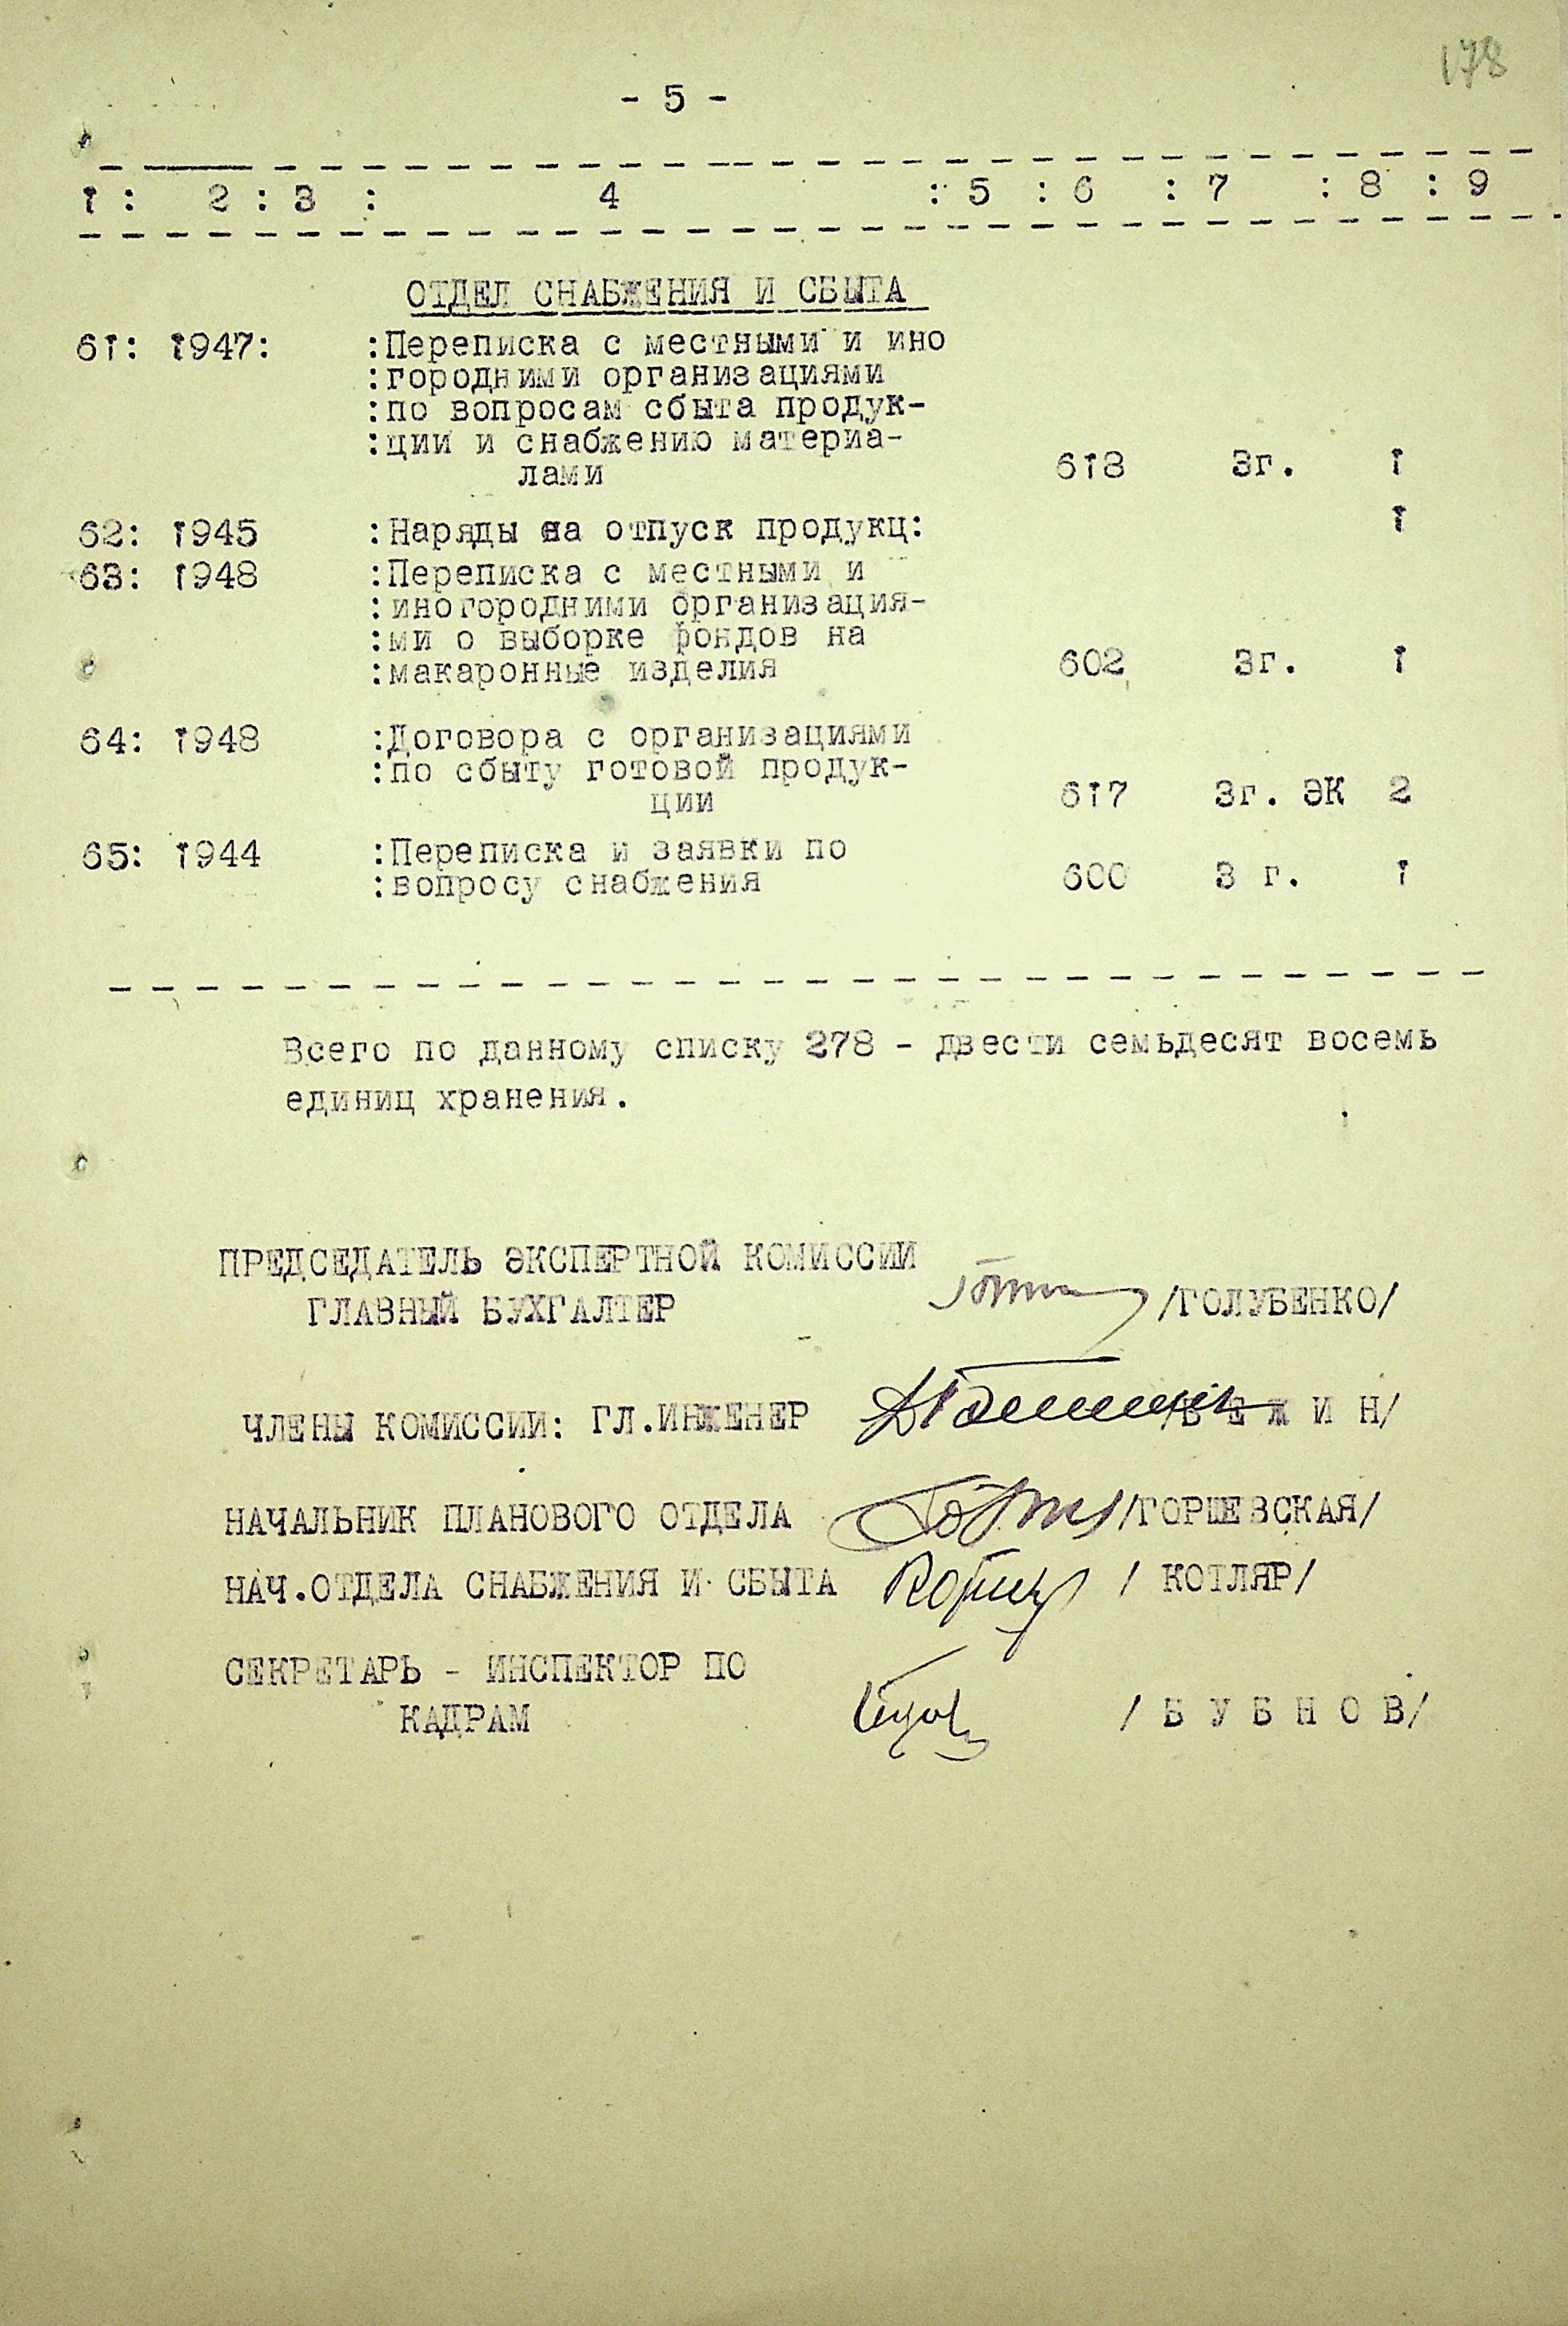 178
- 5 -
1 : 2 : 3 : 4 : 5 : 6 : 7 : 8 : 9
ОТДЕЛ СНАБЖЕНИЯ И СБЫТА
61: 1947: :Переписка с местными и ино
:городними организациями
:по вопросам сбыта продук-
:ции и снабжению материа-
лами 618 3г. 1
62: 1945 :Наряды на отпуск продукц: 1
63: 1948 :Переписка с местными и
:иногородними организация-
:ми о выборке фондов на
:макаронные изделия 602 3г. 1
64: 1948 :Договора с организациями
:по сбыту готовой продук-
ции 617 3г. ЭК 2
65: 1944 :Переписка и заявки по
:вопросу снабжения 600 3 г. 1
Всего по данному списку 278 - двести семьдесят восемь
единиц хранения.
ПРЕДСЕДАТЕЛЬ ЭКСПЕРТНОЙ КОМИССИИ
ГЛАВНЫЙ БУХГАЛТЕР /ГОЛУБЕНКО/
ЧЛЕНЫ КОМИССИИ: ГЛ.ИНЖЕНЕР Ж И Н/
НАЧАЛЬНИК ПЛАНОВОГО ОТДЕЛА /ГОРШЕВСКАЯ/
НАЧ.ОТДЕЛА СНАБЖЕНИЯ И СБЫТА / КОТЛЯР/
СЕКРЕТАРЬ - ИНСПЕКТОР ПО
КАДРАМ / Б У Б Н О В/